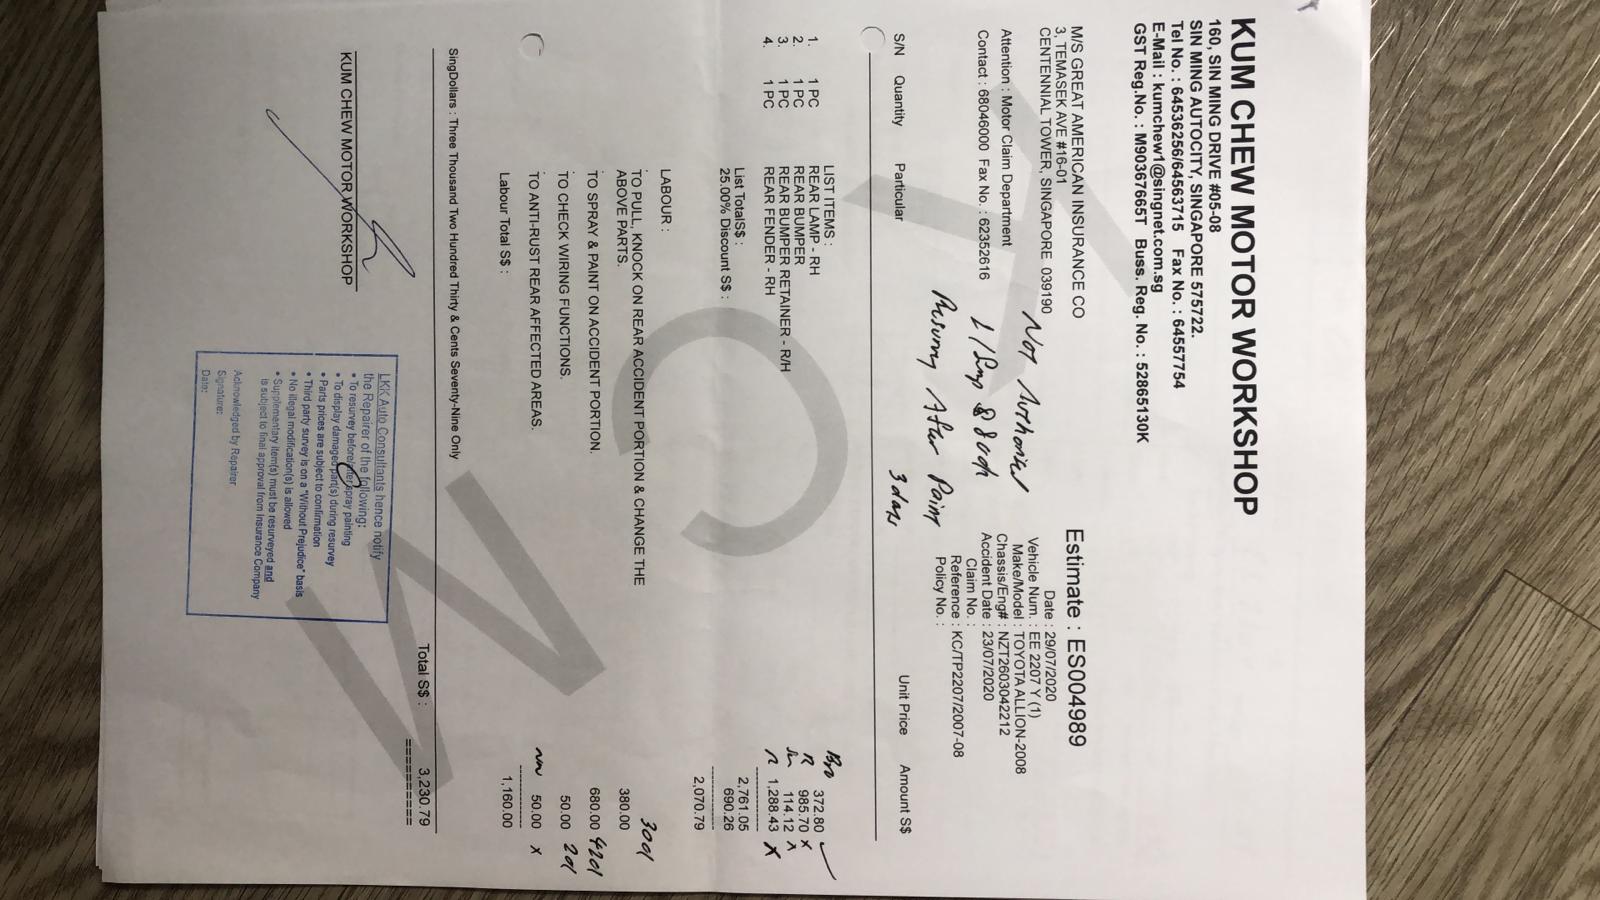 KUM CHEW MOTOR WORKSHOP
160, SIN MING DRIVE #05-08
SIN MING AUTOCITY, SINGAPORE 575722.
Tel No. : 64536256/64563715 Fax No. : 64557754
E-Mail : kumchew1@singnet.com.sg
GST Reg.No. : M90367665T Buss. Reg. No. : 52865130K
M/S GREAT AMERICAN INSURANCE CO
3, TEMASEK AVE #16-01
CENTENNIAL TOWER, SINGAPORE 039190
Attention : Motor Claim Department
Contact : 68046000 Fax No. : 62352616
Not Authorised
After Paint
3 days
Estimate : ES004989
Date : 29/07/2020
Vehicle Num. : EE 2207 Y (1)
Make/Model : TOYOTA ALLION-2008
Chassis/Eng# : NZT2603042212
Accident Date : 23/07/2020
Claim No. :
Reference : KC/TP2207/2007-08
Policy No. :
S/N Quantity Particular Unit Price Amount S$
LIST ITEMS :
1. 1 PC REAR LAMP - RH 372.80
2. 1 PC REAR BUMPER R 985.70 x
3. 1 PC REAR BUMPER RETAINER - R/H 114.12 x
4. 1 PC REAR FENDER - RH 1,288.43 x
List TotalS$ : 2,761.05
25.00% Discount S$ : 690.26
2,070.79
LABOUR :
TO PULL, KNOCK ON REAR ACCIDENT PORTION & CHANGE THE
ABOVE PARTS. 380.00
TO SPRAY & PAINT ON ACCIDENT PORTION. 680.00
TO CHECK WIRING FUNCTIONS. 50.00
TO ANTI-RUST REAR AFFECTED AREAS. 50.00 x
Labour Total S$ : 1,160.00
SingDollars : Three Thousand Two Hundred Thirty & Cents Seventy-Nine Only
Total S$ : 3,230.79
==========
KUM CHEW MOTOR WORKSHOP
LKK Auto Consultants hence notify
the Repairer of the following:
• To resurvey before/after spray painting
• To display damaged part(s) during resurvey
• Parts prices are subject to confirmation
• Third party survey is on a "Without Prejudice" basis
• No illegal modification(s) is allowed
• Supplementary item(s) must be resurveyed and
is subject to final approval from Insurance Company
Acknowledged by Repairer
Signature:
Date:
MCY